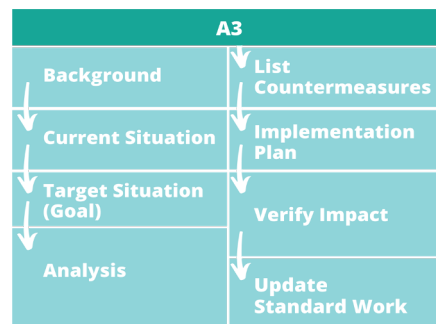 A3
Background
Current Situation
Target Situation
(Goal)
Analysis
List
Countermeasures
Implementation
Plan
Verify Impact
Update
Standard Work